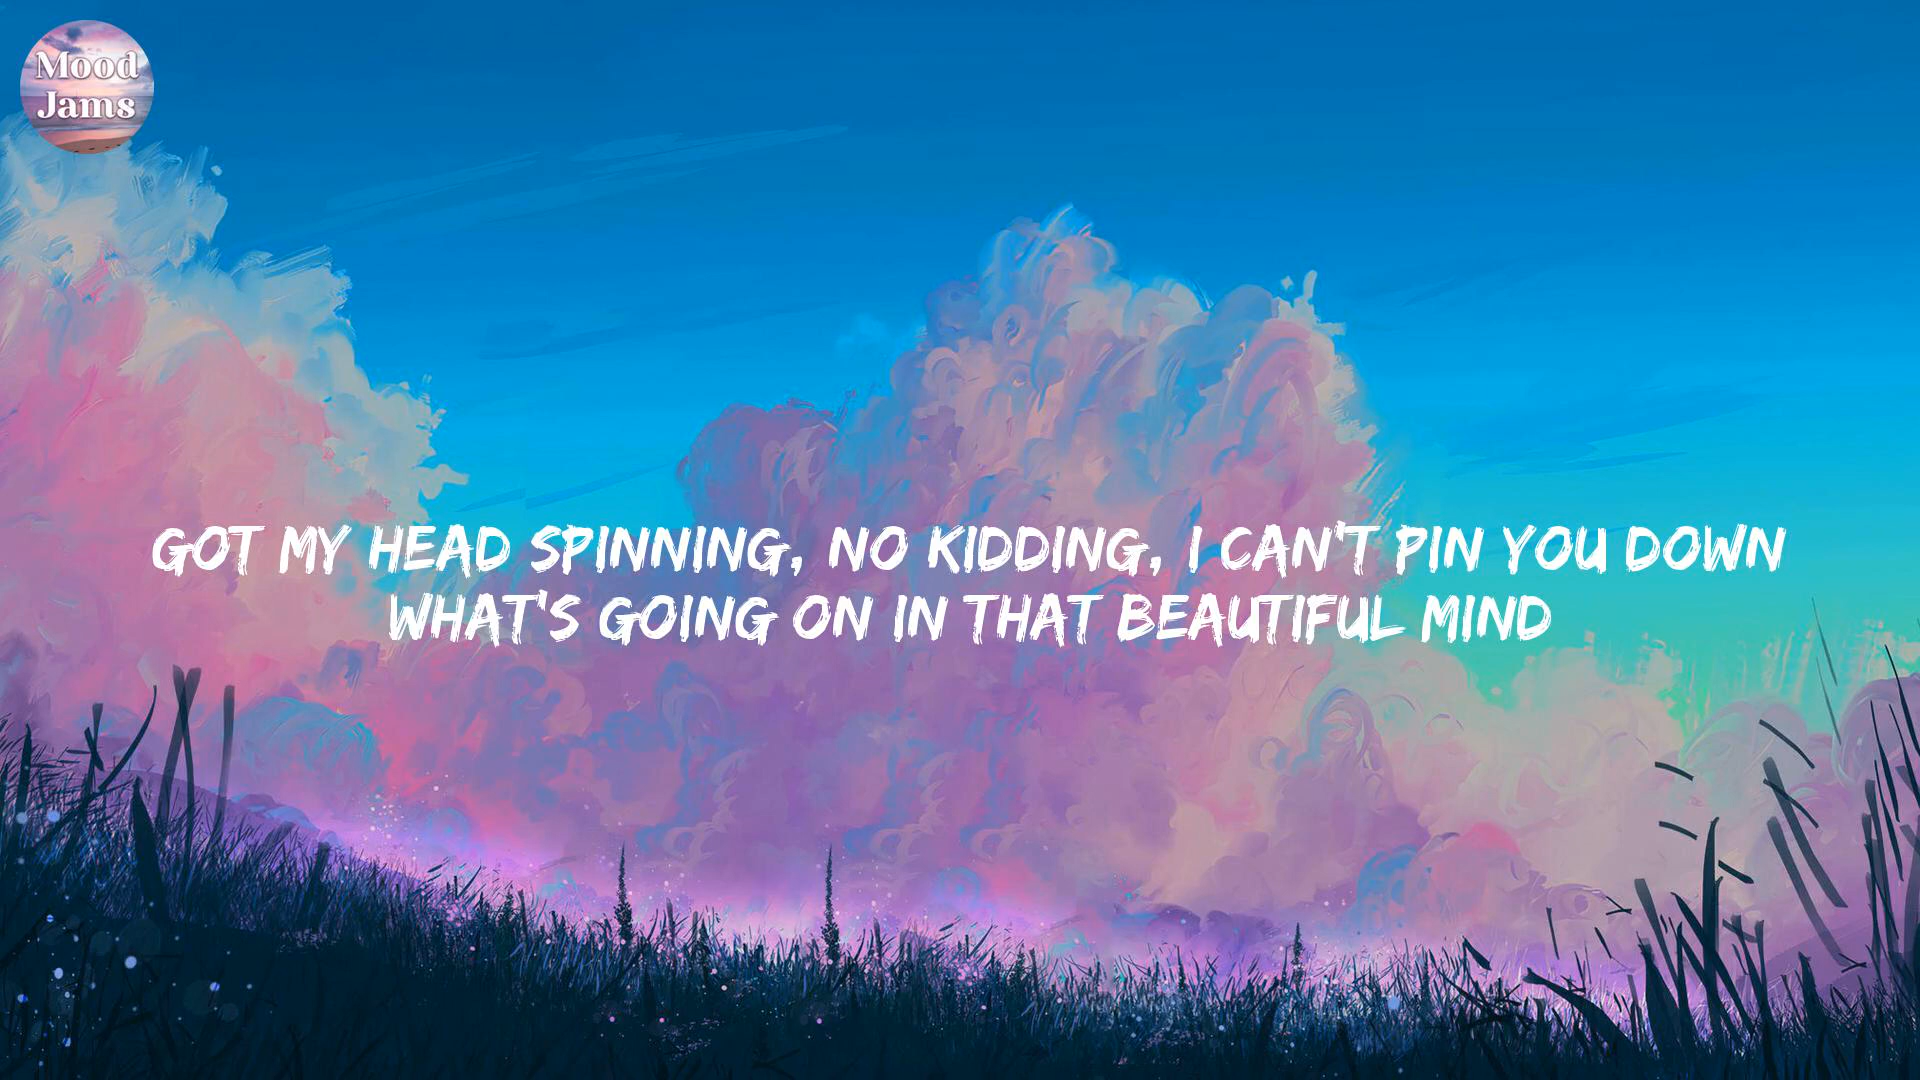 Mood
Jams
GOT MY HEAD SPINNING, NO KIDDING, I CAN'T PIN YOU DOWN
WHAT'S GOING ON IN THAT BEAUTIFUL MIND